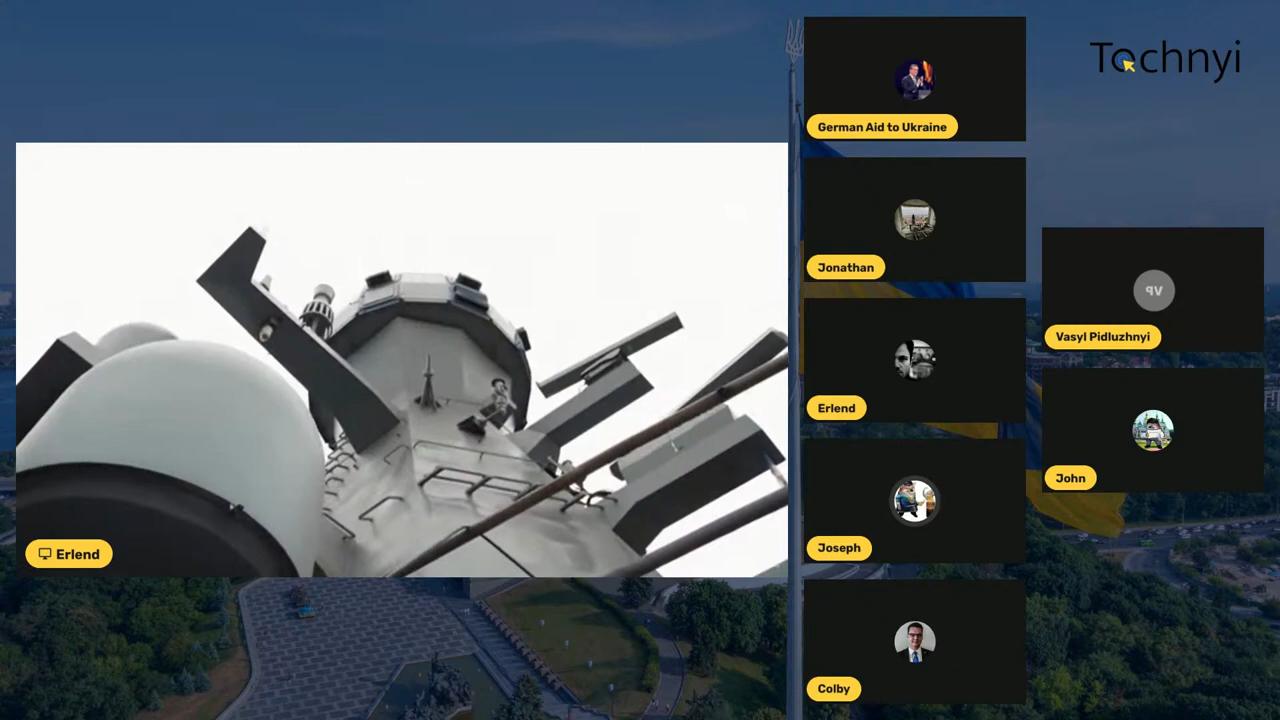 Technyi
German Aid to Ukraine
Jonathan
Erlend
Joseph
Colby
VP
Vasyl Pidluzhnyi
John
Erlend